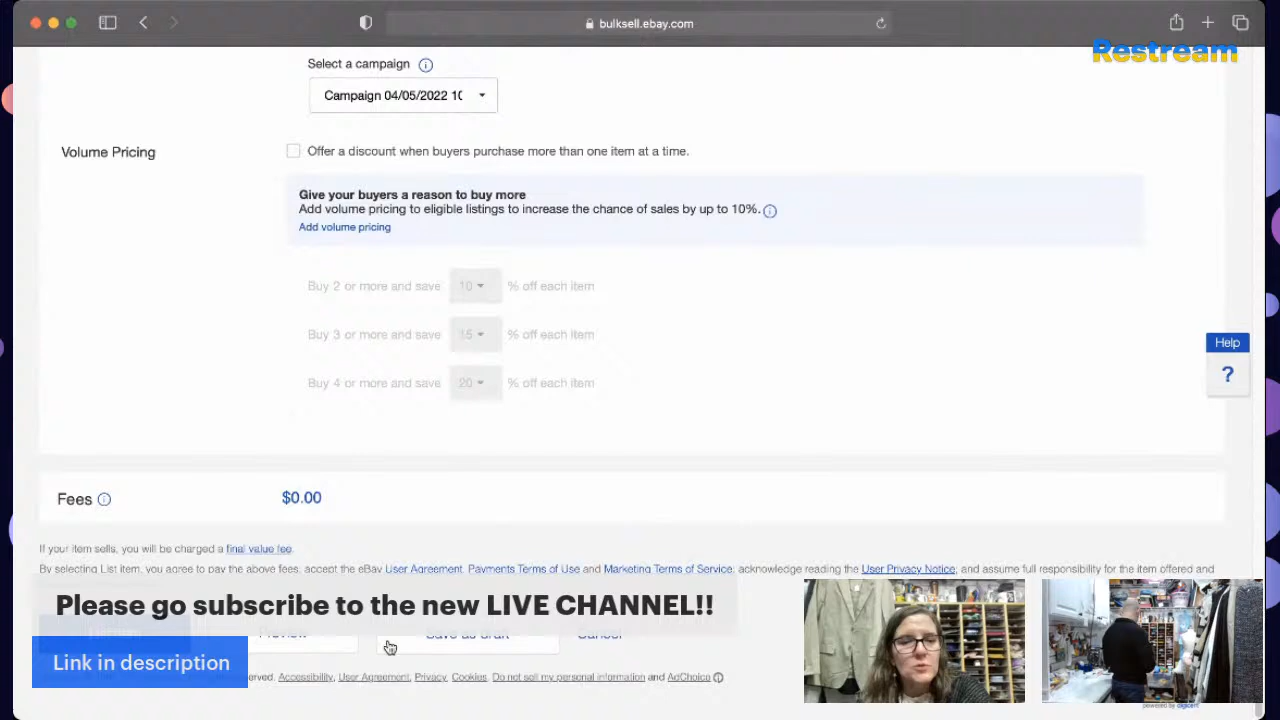 bulksell.ebay.com
Restream
Select a campaign
Campaign 04/05/2022 10
Volume Pricing
Offer a discount when buyers purchase more than one item at a time.
Give your buyers a reason to buy more
Add volume pricing to eligible listings to increase the chance of sales by up to 10%.
Add volume pricing
Buy 2 or more and save 10 % off each item
Buy 3 or more and save 15 % off each item
Help
?
Buy 4 or more and save 20 % off each item
Fees $0.00
If your item sells, you will be charged a final value fee.
By selecting List item, you agree to pay the above fees, accept the eBay User Agreement, Payments Terms of Use and Marketing Terms of Service, acknowledge reading the User Privacy Notice, and assume full responsibility for the item offered and
Please go subscribe to the new LIVE CHANNEL!!
Preview Save as draft Cancel
Link in description
served. Accessibility, User Agreement, Privacy, Cookies, Do not sell my personal information and AdChoice
powered by digicert